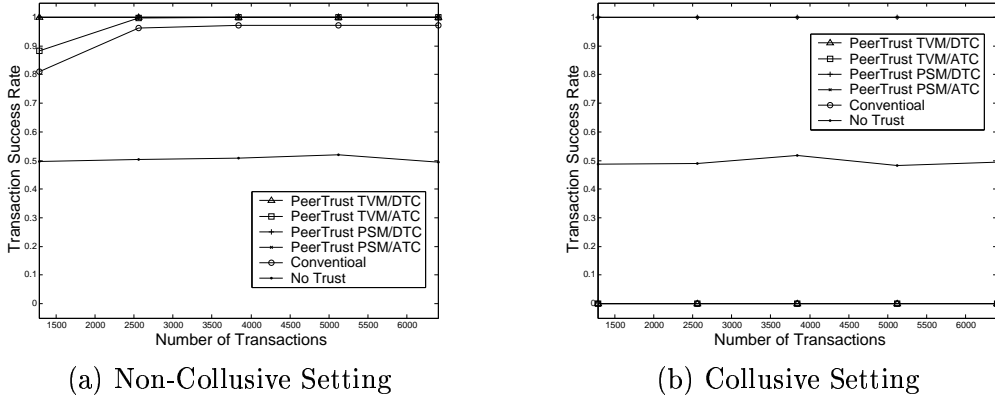 1
0.9
0.8
0.7
0.6
0.5
0.4
0.3
0.2
0.1
0
Transaction Success Rate
PeerTrust TVM/DTC
PeerTrust TVM/ATC
PeerTrust PSM/DTC
PeerTrust PSM/ATC
Conventioal
No Trust
1500 2000 2500 3000 3500 4000 4500 5000 5500 6000
Number of Transactions
(a) Non-Collusive Setting
1
0.9
0.8
0.7
0.6
0.5
0.4
0.3
0.2
0.1
0
Transaction Success Rate
PeerTrust TVM/DTC
PeerTrust TVM/ATC
PeerTrust PSM/DTC
PeerTrust PSM/ATC
Conventioal
No Trust
1500 2000 2500 3000 3500 4000 4500 5000 5500 6000
Number of Transactions
(b) Collusive Setting